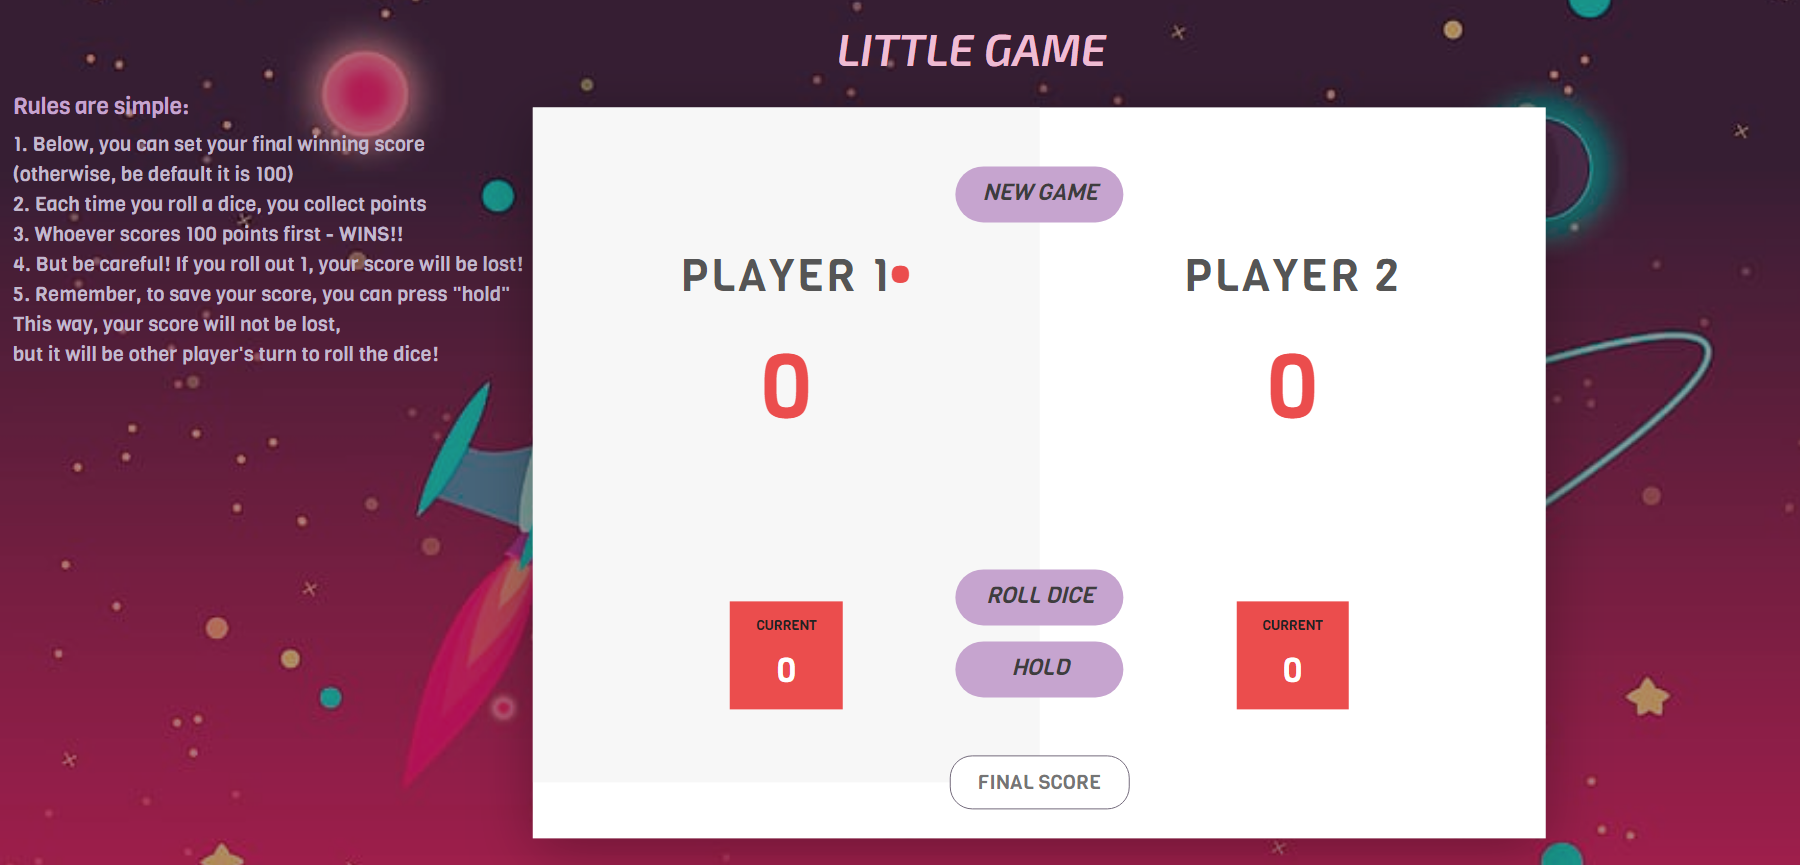 LITTLE GAME
Rules are simple:
1. Below, you can set your final winning score
(otherwise, be default it is 100)
2. Each time you roll a dice, you collect points
3. Whoever scores 100 points first - WINS!!
4. But be careful! If you roll out 1, your score will be lost!
5. Remember, to save your score, you can press "hold"
This way, your score will not be lost,
but it will be other player's turn to roll the dice!
NEW GAME
PLAYER 1
PLAYER 2
0
0
ROLL DICE
CURRENT
0
HOLD
CURRENT
0
FINAL SCORE